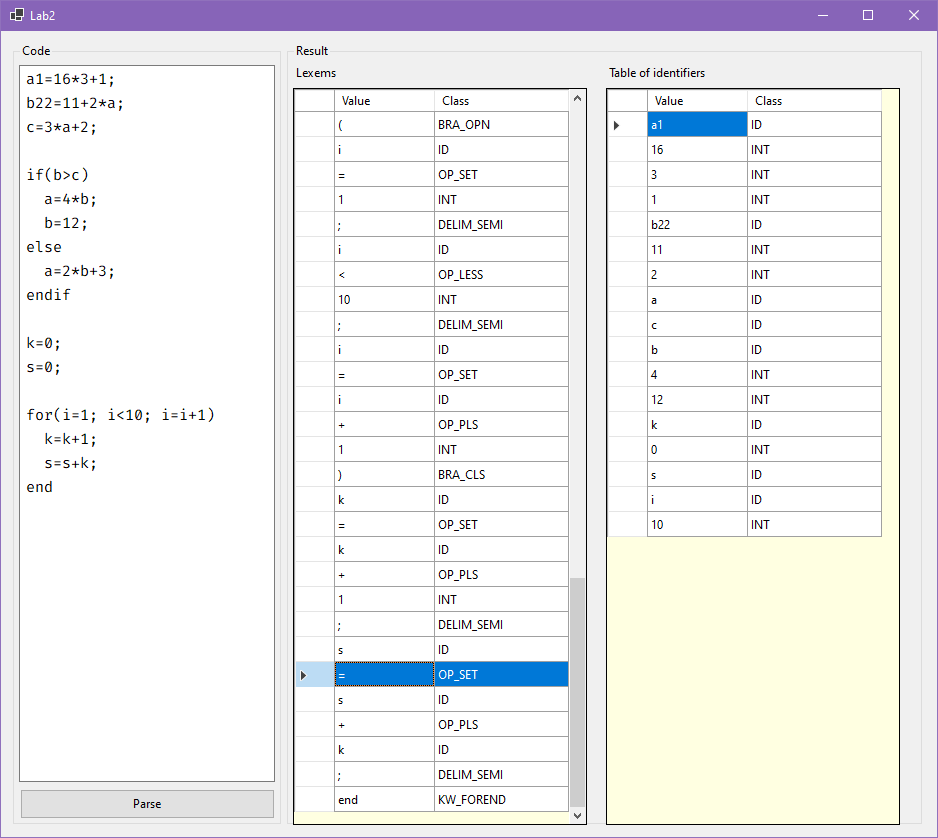 Lab2
Code
a1=16*3+1;
b22=11+2*a;
c=3*a+2;
if(b>c)
a=4*b;
b=12;
else
a=2*b+3;
endif
k=0;
s=0;
for(i=1; i<10; i=i+1)
k=k+1;
s=s+k;
end
Parse
Result
Lexems
Value Class
( BRA_OPN
i ID
= OP_SET
1 INT
; DELIM_SEMI
i ID
< OP_LESS
10 INT
; DELIM_SEMI
i ID
= OP_SET
i ID
+ OP_PLS
1 INT
) BRA_CLS
k ID
= OP_SET
k ID
+ OP_PLS
1 INT
; DELIM_SEMI
s ID
= OP_SET
s ID
+ OP_PLS
k ID
; DELIM_SEMI
end KW_FOREND
Table of identifiers
Value Class
a1 ID
16 INT
3 INT
1 INT
b22 ID
11 INT
2 INT
a ID
c ID
b ID
4 INT
12 INT
k ID
0 INT
s ID
i ID
10 INT